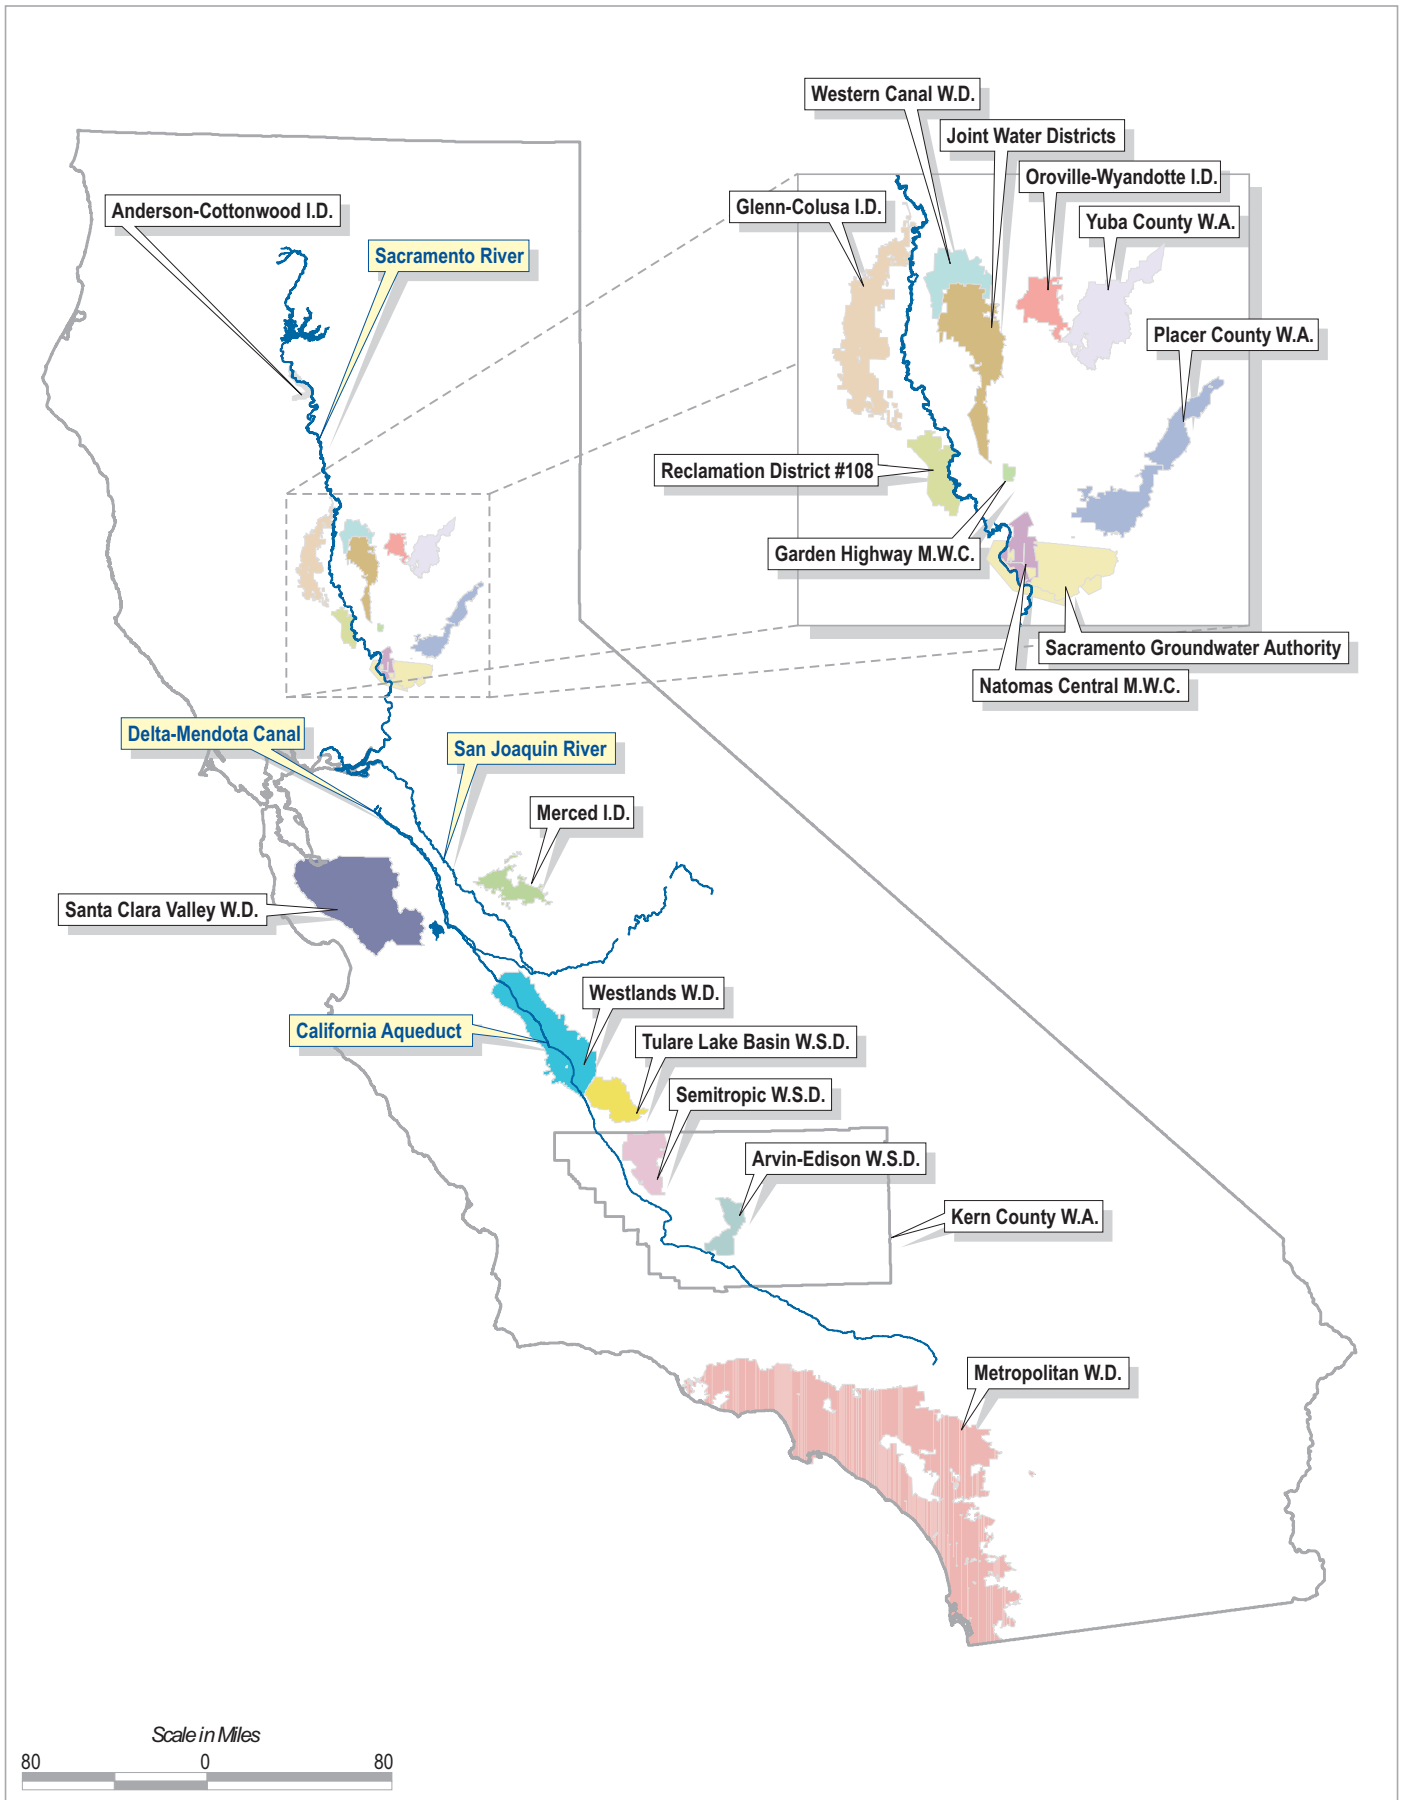 Western Canal W.D.
Joint Water Districts
Oroville-Wyandotte I.D.
Glenn-Colusa I.D.
Yuba County W.A.
Anderson-Cottonwood I.D.
Sacramento River
Placer County W.A.
Reclamation District #108
Garden Highway M.W.C.
Sacramento Groundwater Authority
Natomas Central M.W.C.
Delta-Mendota Canal
San Joaquin River
Merced I.D.
Santa Clara Valley W.D.
Westlands W.D.
California Aqueduct
Tulare Lake Basin W.S.D.
Semitropic W.S.D.
Arvin-Edison W.S.D.
Kern County W.A.
Metropolitan W.D.
Scale in Miles
80 0 80